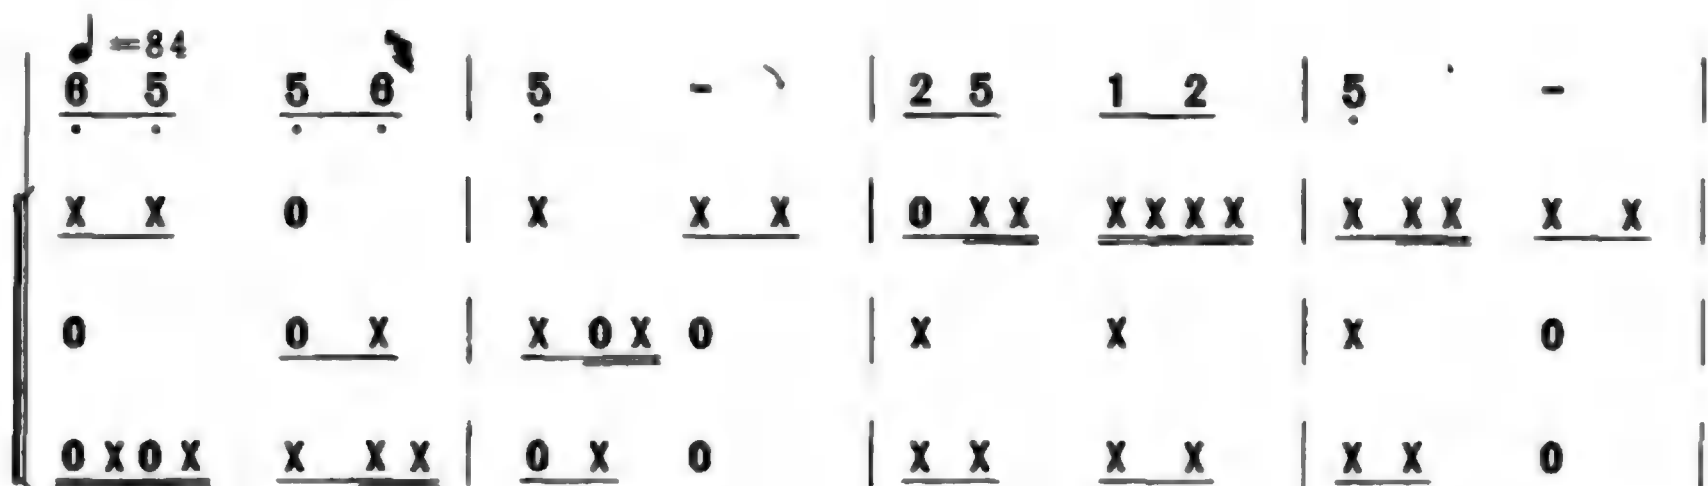 ♩=84
6 5 5 6 | 5 - | 2 5 1 2 | 5 - |
X X 0 | X X X | 0 X X X X X X | X X X X X |
0 0 X | X 0 X 0 | X X | X 0 |
0 X 0 X X X X | 0 X 0 | X X X X | X X 0 |